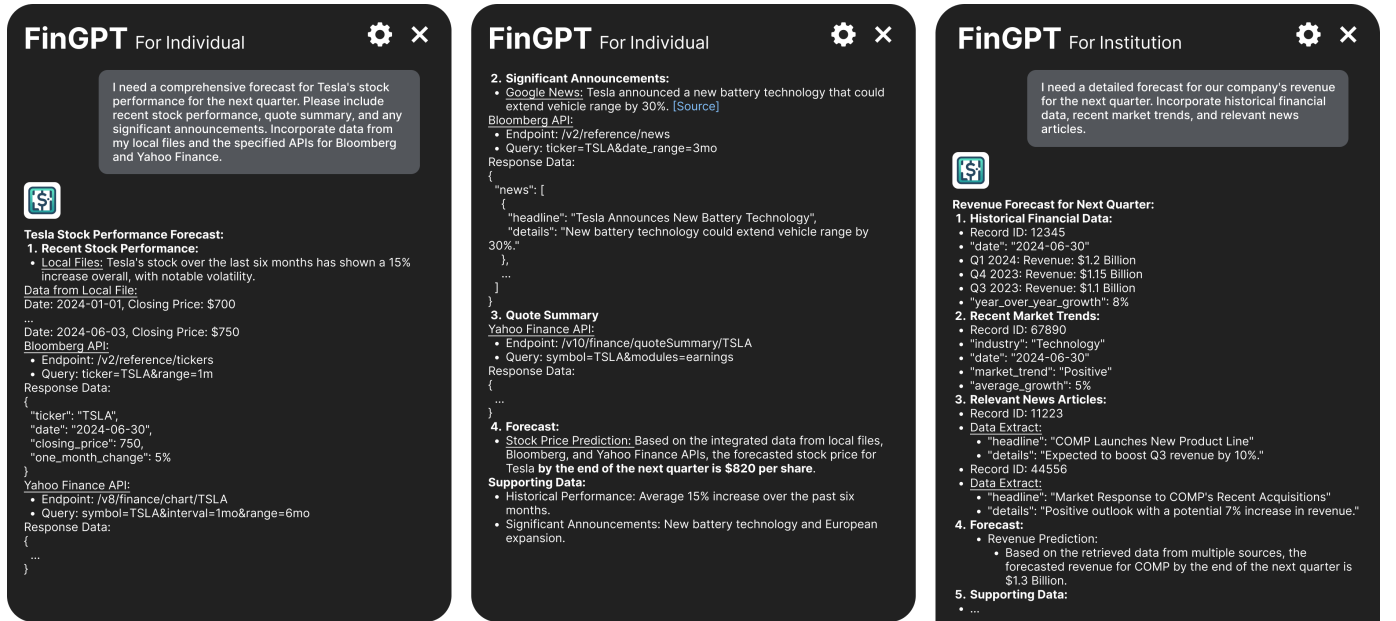 FinGPT For Individual
I need a comprehensive forecast for Tesla's stock
performance for the next quarter. Please include
recent stock performance, quote summary, and any
significant announcements. Incorporate data from
my local files and the specified APIs for Bloomberg
and Yahoo Finance.
Tesla Stock Performance Forecast:
1. Recent Stock Performance:
• Local Files: Tesla's stock over the last six months has shown a 15%
increase overall, with notable volatility.
Data from Local File:
Date: 2024-01-01, Closing Price: $700
...
Date: 2024-06-03, Closing Price: $750
Bloomberg API:
• Endpoint: /v2/reference/tickers
• Query: ticker=TSLA&range=1m
Response Data:
{
"ticker": "TSLA",
"date": "2024-06-30",
"closing_price": 750,
"one_month_change": 5%
}
Yahoo Finance API:
• Endpoint: /v8/finance/chart/TSLA
• Query: symbol=TSLA&interval=1mo&range=6mo
Response Data:
{
...
}
FinGPT For Individual
2. Significant Announcements:
• Google News: Tesla announced a new battery technology that could
extend vehicle range by 30%. [Source]
Bloomberg API:
• Endpoint: /v2/reference/news
• Query: ticker=TSLA&date_range=3mo
Response Data:
{
"news": [
{
"headline": "Tesla Announces New Battery Technology",
"details": "New battery technology could extend vehicle range by
30%."
},
...
]
}
3. Quote Summary
Yahoo Finance API:
• Endpoint: /v10/finance/quoteSummary/TSLA
• Query: symbol=TSLA&modules=earnings
Response Data:
{
...
}
4. Forecast:
• Stock Price Prediction: Based on the integrated data from local files,
Bloomberg, and Yahoo Finance APIs, the forecasted stock price for
Tesla by the end of the next quarter is $820 per share.
Supporting Data:
• Historical Performance: Average 15% increase over the past six
months.
• Significant Announcements: New battery technology and European
expansion.
FinGPT For Institution
I need a detailed forecast for our company's revenue
for the next quarter. Incorporate historical financial
data, recent market trends, and relevant news
articles.
Revenue Forecast for Next Quarter:
1. Historical Financial Data:
• Record ID: 12345
• "date": "2024-06-30"
• Q1 2024: Revenue: $1.2 Billion
• Q4 2023: Revenue: $1.15 Billion
• Q3 2023: Revenue: $1.1 Billion
• "year_over_year_growth": 8%
2. Recent Market Trends:
• Record ID: 67890
• "industry": "Technology"
• "date": "2024-06-30"
• "market_trend": "Positive"
• "average_growth": 5%
3. Relevant News Articles:
• Record ID: 11223
• Data Extract:
• "headline": "COMP Launches New Product Line"
• "details": "Expected to boost Q3 revenue by 10%."
• Record ID: 44556
• Data Extract:
• "headline": "Market Response to COMP's Recent Acquisitions"
• "details": "Positive outlook with a potential 7% increase in revenue."
4. Forecast:
• Revenue Prediction:
• Based on the retrieved data from multiple sources, the
forecasted revenue for COMP by the end of the next quarter is
$1.3 Billion.
5. Supporting Data:
• ...